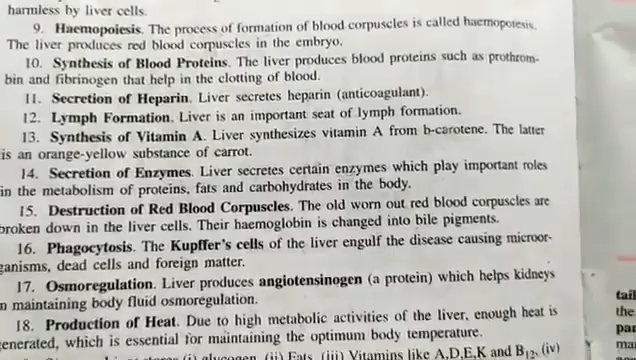 harmless by liver cells.
9. Haemopoiesis. The process of formation of blood corpuscles is called haemopoiesis.
The liver produces red blood corpuscles in the embryo.
10. Synthesis of Blood Proteins. The liver produces blood proteins such as prothrom-
bin and fibrinogen that help in the clotting of blood.
11. Secretion of Heparin. Liver secretes heparin (anticoagulant).
12. Lymph Formation. Liver is an important seat of lymph formation.
13. Synthesis of Vitamin A. Liver synthesizes vitamin A from b-carotene. The latter
is an orange-yellow substance of carrot.
14. Secretion of Enzymes. Liver secretes certain enzymes which play important roles
in the metabolism of proteins, fats and carbohydrates in the body.
15. Destruction of Red Blood Corpuscles. The old worn out red blood corpuscles are
broken down in the liver cells. Their haemoglobin is changed into bile pigments.
16. Phagocytosis. The Kupffer's cells of the liver engulf the disease causing microor-
ganisms, dead cells and foreign matter.
17. Osmoregulation. Liver produces angiotensinogen (a protein) which helps kidneys
n maintaining body fluid osmoregulation.
18. Production of Heat. Due to high metabolic activities of the liver, enough heat is
enerated, which is essential for maintaining the optimum body temperature.
(i) glycogen, (ii) Fats, (iii) Vitamins like A,D,E,K and B12, (iv)
tail
the
par